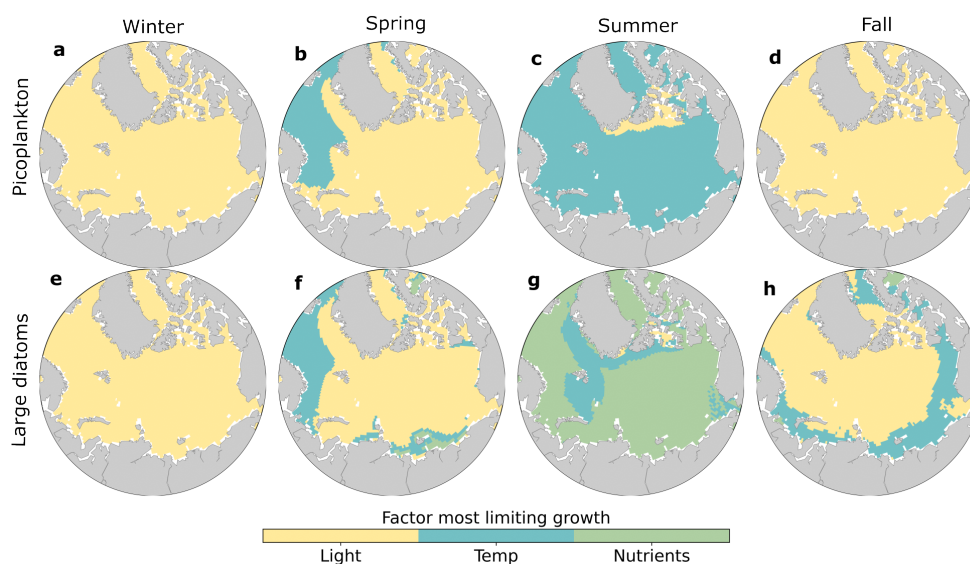 Winter Spring Summer Fall
a b c d
Picoplankton
e f g h
Large diatoms
Factor most limiting growth
Light Temp Nutrients